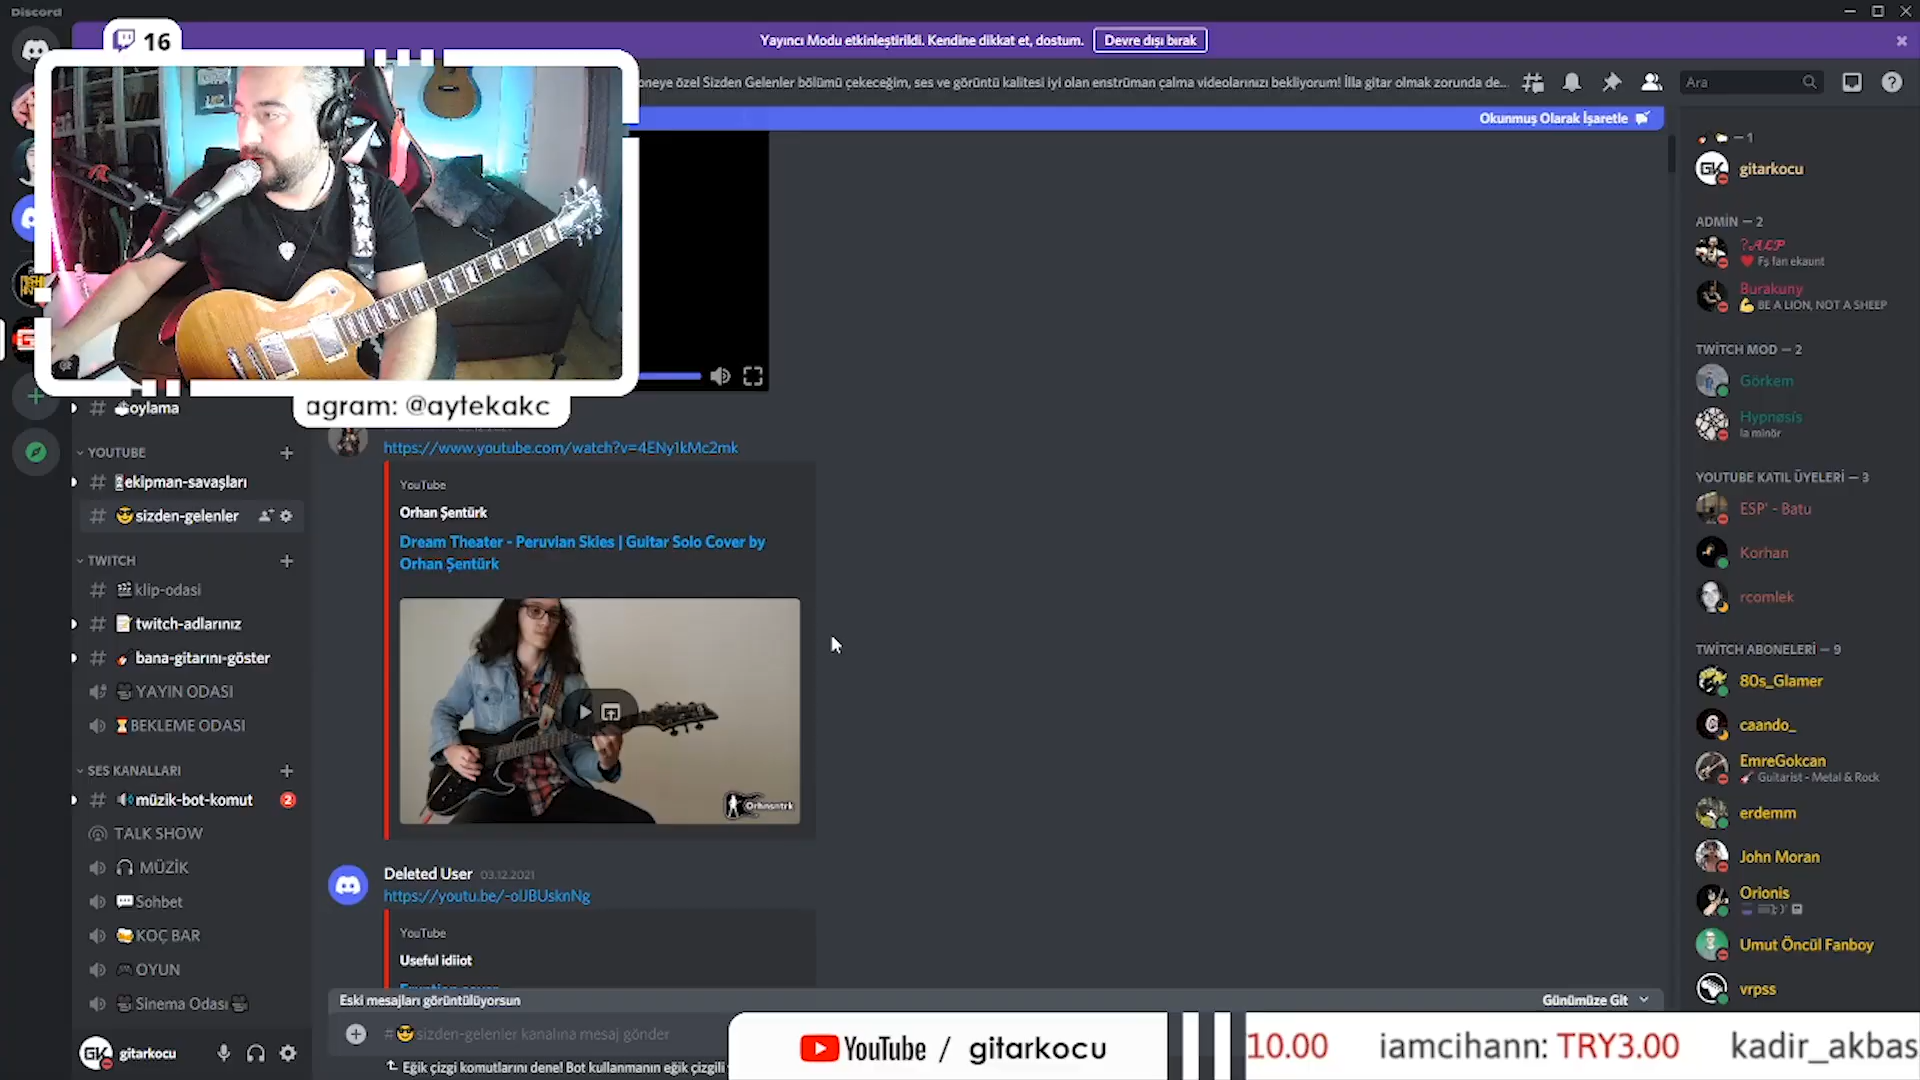 Discord
16
Yayıncı Modu etkinleştirildi. Kendine dikkat et, dostum.
Devre dışı bırak
oneye özel Sizden Gelenler bölümü çekeceğim, ses ve görüntü kalitesi iyi olan enstrüman çalma videolarınızı bekliyorum! İlla gitar olmak zorunda de...
Ara
Okunmuş Olarak İşaretle
agram: @aytekakc
oylama
YOUTUBE
ekipman-savaşları
sizden-gelenler
TWITCH
klip-odasi
twitch-adlarınız
bana-gitarını-göster
YAYIN ODASI
BEKLEME ODASI
SES KANALLARI
müzik-bot-komut
2
TALK SHOW
MÜZİK
Sohbet
KOÇ BAR
OYUN
Sinema Odası
GK gitarkocu
https://www.youtube.com/watch?v=4ENy1kMc2mk
YouTube
Orhan Şentürk
Dream Theater - Peruvian Skies | Guitar Solo Cover by
Orhan Şentürk
Orhnsntrk
Deleted User 03.12.2021
https://youtu.be/-olJBUsknNg
YouTube
Useful idiiot
Eski mesajları görüntülüyorsun
Günümüze Git
#sizden-gelenler kanalına mesaj gönder
Eğik çizgi komutlarını dene! Bot kullanmanın eğik çizgili
YouTube / gitarkocu
10.00 iamcihann: TRY3.00 kadir_akbas
— 1
GK gitarkocu
ADMİN — 2
?ALP
Fş fan ekaunt
Burakuny
BE A LION, NOT A SHEEP
TWİTCH MOD — 2
Görkem
Hypnøsís
la minör
YOUTUBE KATIL ÜYELERİ — 3
ESP' - Batu
Korhan
rcomlek
TWİTCH ABONELERİ — 9
80s_Glamer
caando_
EmreGokcan
Guitarist - Metal & Rock
erdemm
John Moran
Orionis
Umut Öncül Fanboy
vrpss